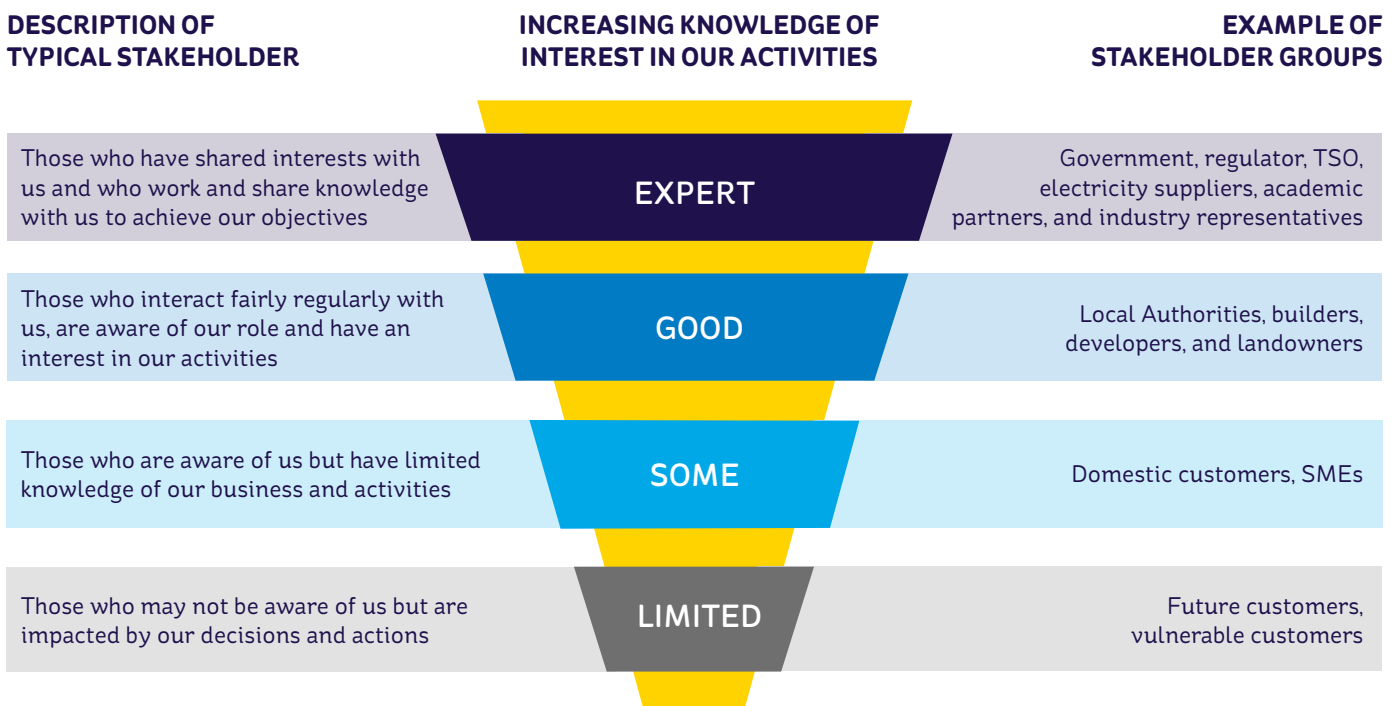 DESCRIPTION OF
TYPICAL STAKEHOLDER
INCREASING KNOWLEDGE OF
INTEREST IN OUR ACTIVITIES
EXAMPLE OF
STAKEHOLDER GROUPS
Those who have shared interests with
us and who work and share knowledge
with us to achieve our objectives
EXPERT
Government, regulator, TSO,
electricity suppliers, academic
partners, and industry representatives
Those who interact fairly regularly with
us, are aware of our role and have an
interest in our activities
GOOD
Local Authorities, builders,
developers, and landowners
Those who are aware of us but have limited
knowledge of our business and activities
SOME
Domestic customers, SMEs
Those who may not be aware of us but are
impacted by our decisions and actions
LIMITED
Future customers,
vulnerable customers